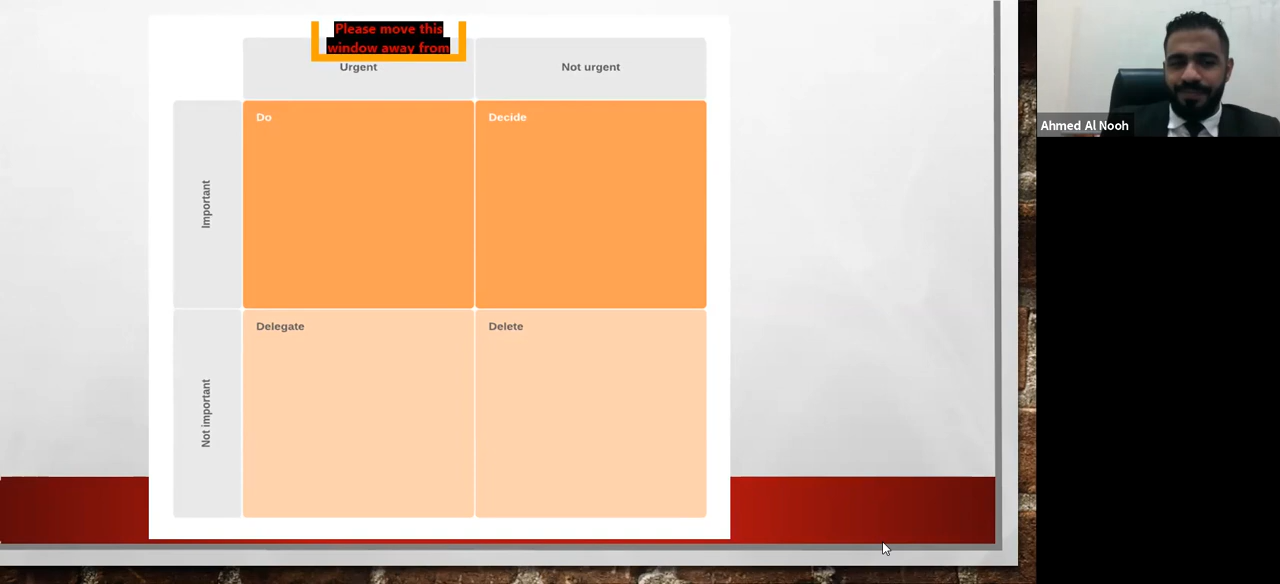 Please move this
window away from
Urgent
Not urgent
Important
Do
Decide
Not important
Delegate
Delete
Ahmed Al Nooh